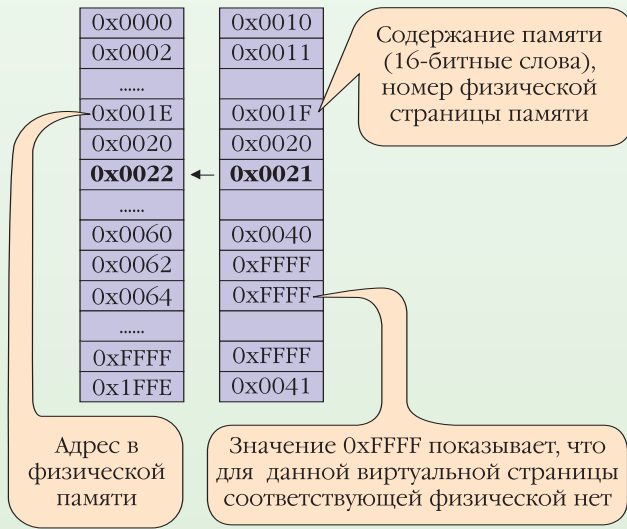 0x0000 0x0010
0x0002 0x0011
......
0x001E 0x001F
0x0020 0x0020
0x0022 ← 0x0021
......
0x0060 0x0040
0x0062 0xFFFF
0x0064 0xFFFF
......
0xFFFF 0xFFFF
0x1FFE 0x0041
Содержание памяти
(16-битные слова),
номер физической
страницы памяти
Адрес в
физической
памяти
Значение 0xFFFF показывает, что
для данной виртуальной страницы
соответствующей физической нет